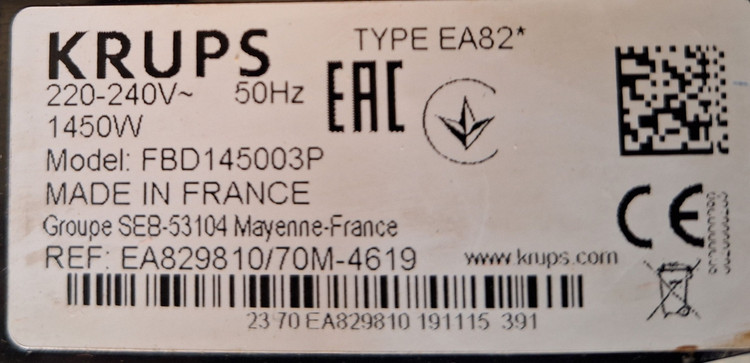 KRUPS TYPE EA82*
220-240V~ 50Hz
EAC
1450W
Model: FBD145003P
MADE IN FRANCE
Groupe SEB-53104 Mayenne-France
CE
REF: EA829810/70M-4619 www.krups.com
23 70 EA829810 191115 391